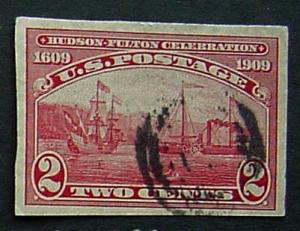 HUDSON-FULTON CELEBRATION
1609 1909
U.S. POSTAGE
2 TWO CENTS 2